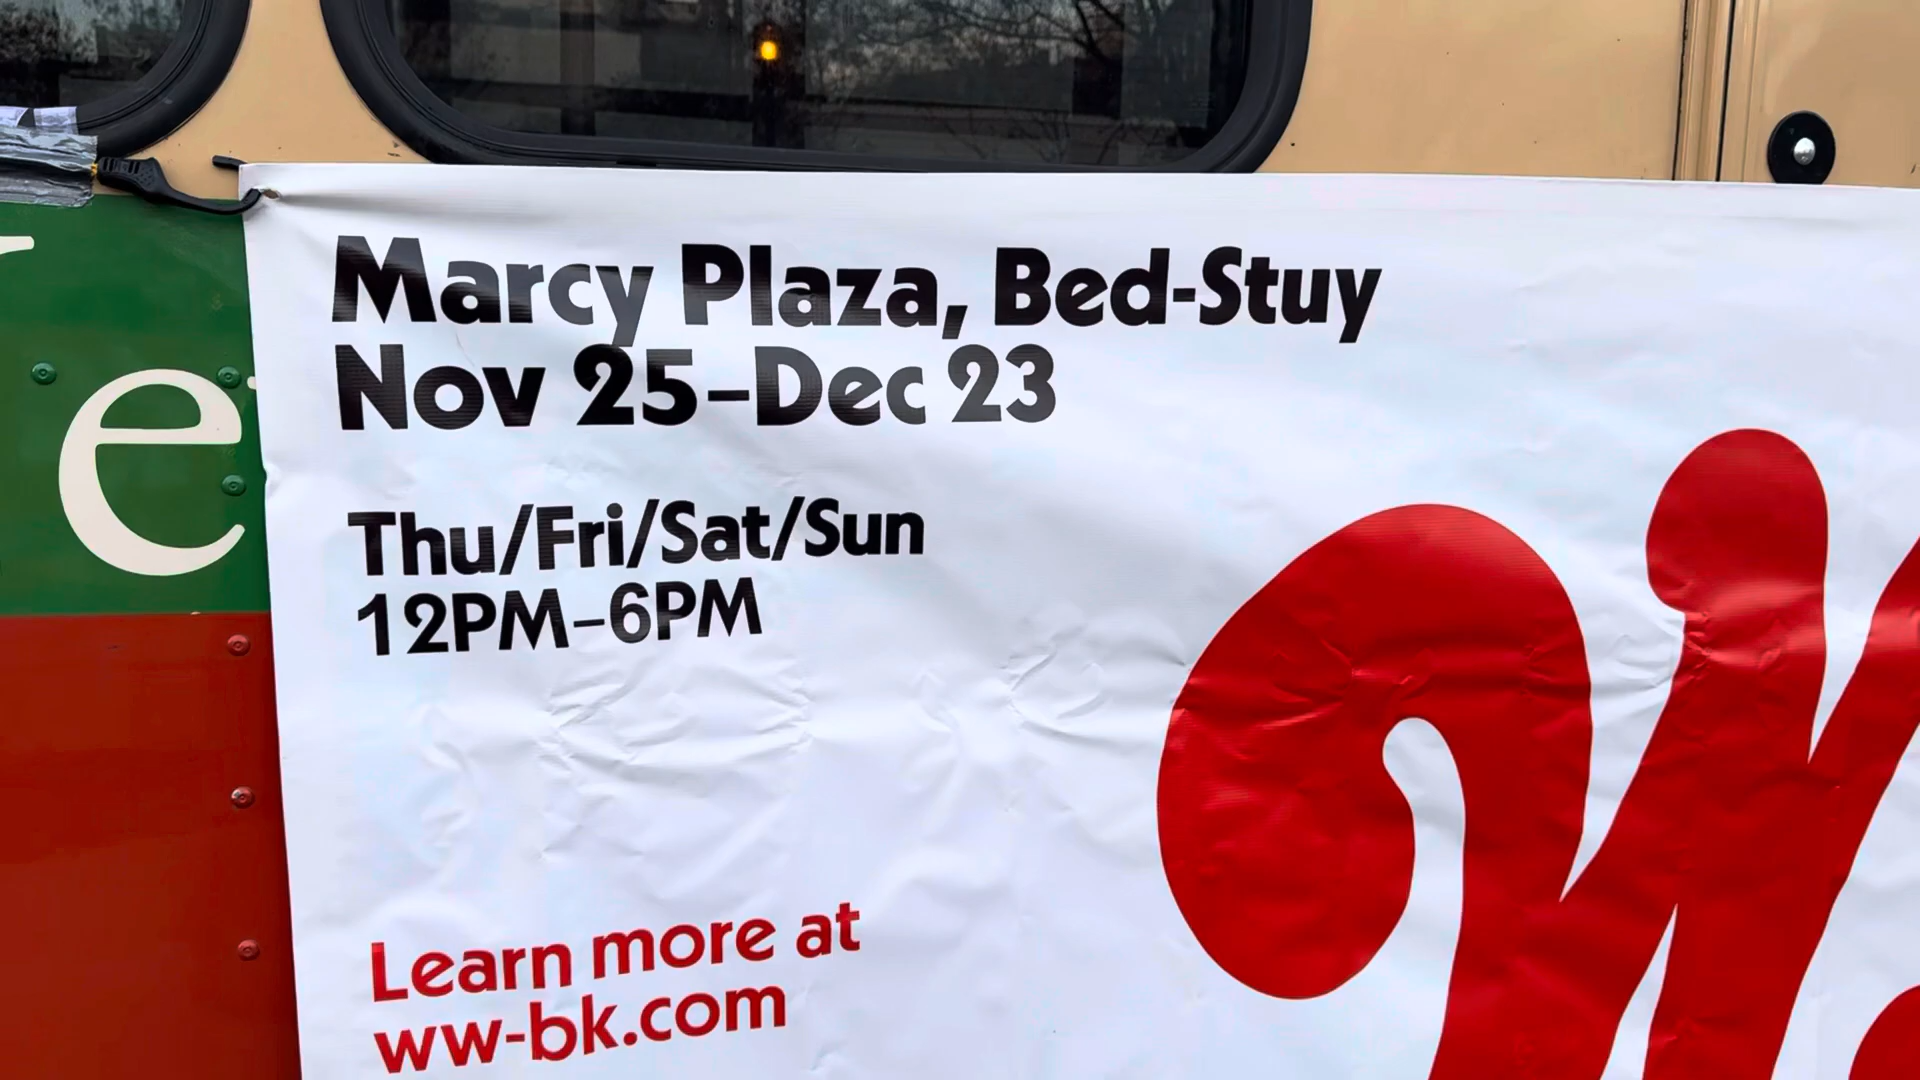 Marcy Plaza, Bed-Stuy
Nov 25–Dec 23
Thu/Fri/Sat/Sun
12PM–6PM
Learn more at
ww-bk.com
e
W